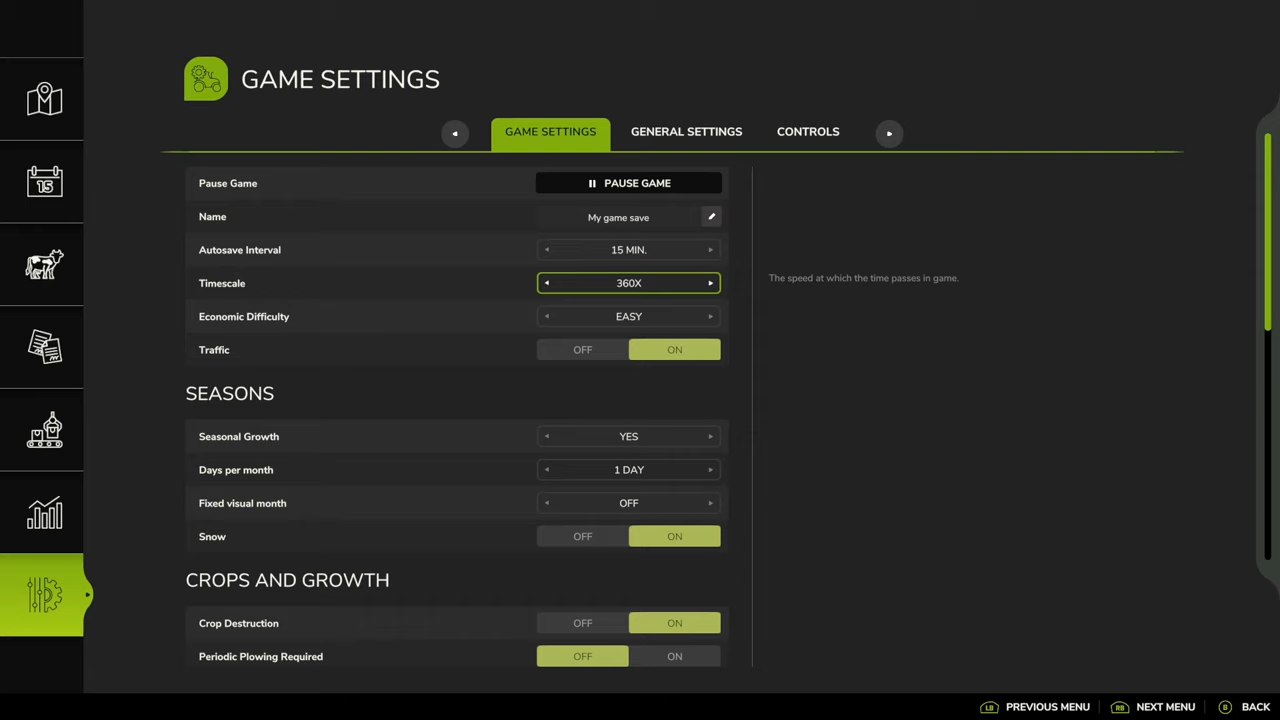 GAME SETTINGS
GAME SETTINGS GENERAL SETTINGS CONTROLS
Pause Game PAUSE GAME
Name My game save
Autosave Interval 15 MIN.
Timescale 360X
The speed at which the time passes in game.
Economic Difficulty EASY
Traffic OFF ON
SEASONS
Seasonal Growth YES
Days per month 1 DAY
Fixed visual month OFF
Snow OFF ON
CROPS AND GROWTH
Crop Destruction OFF ON
Periodic Plowing Required OFF ON
15
LB PREVIOUS MENU RB NEXT MENU B BACK